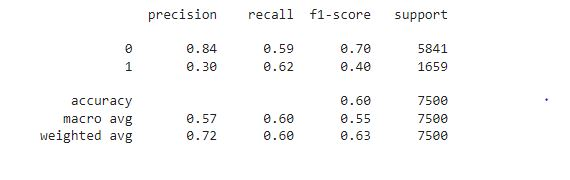 precision recall f1-score support
0 0.84 0.59 0.70 5841
1 0.30 0.62 0.40 1659
accuracy 0.60 7500
macro avg 0.57 0.60 0.55 7500
weighted avg 0.72 0.60 0.63 7500